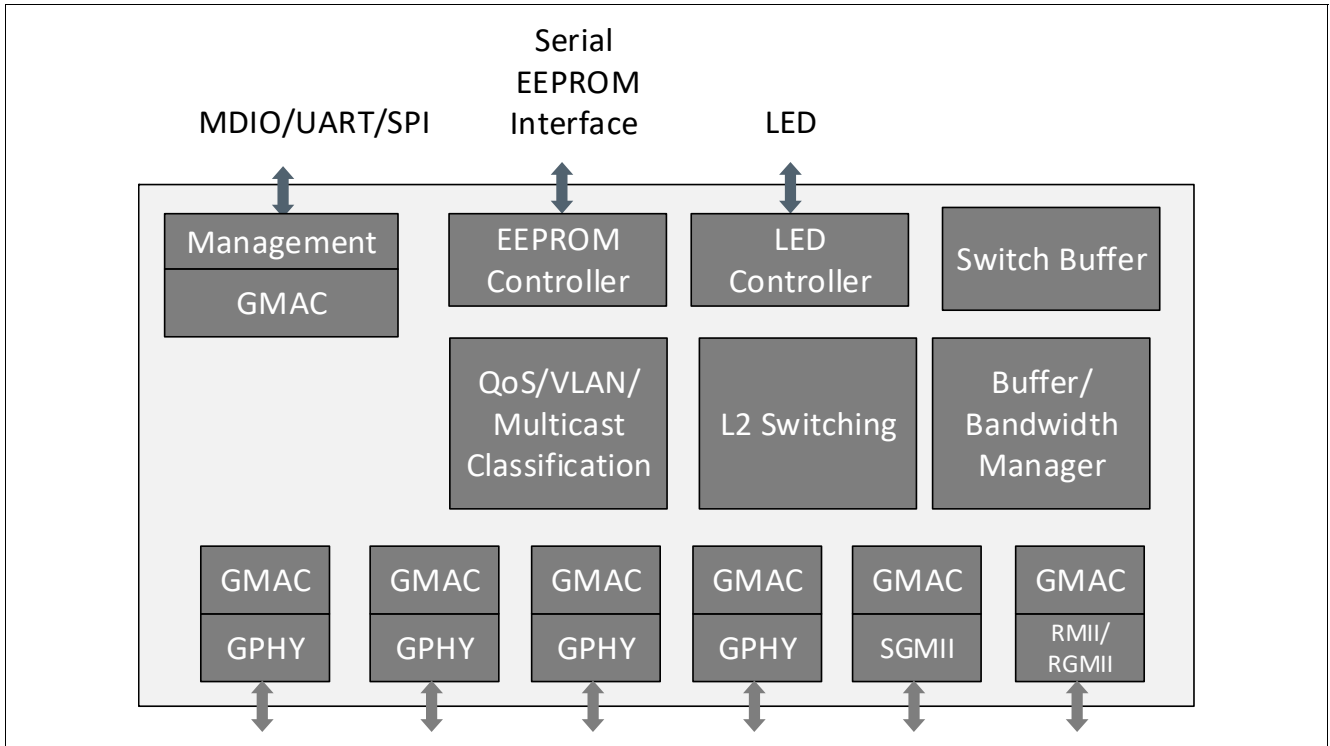 Serial
EEPROM
Interface
MDIO/UART/SPI
LED
Management
GMAC
EEPROM
Controller
LED
Controller
Switch Buffer
QoS/VLAN/
Multicast
Classification
L2 Switching
Buffer/
Bandwidth
Manager
GMAC
GPHY
GMAC
GPHY
GMAC
GPHY
GMAC
GPHY
GMAC
SGMII
GMAC
RMII/
RGMII